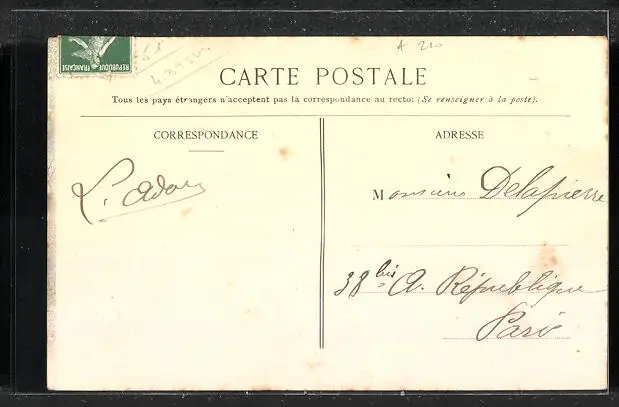 A 210
RÉPUBLIQUE FRANÇAISE
CARTE POSTALE
Tous les pays étrangers n'acceptent pas la correspondance au recto: (Se renseigner à la poste).
CORRESPONDANCE
ADRESSE
Monsieur Delapierre
38 bis A. République
Paris